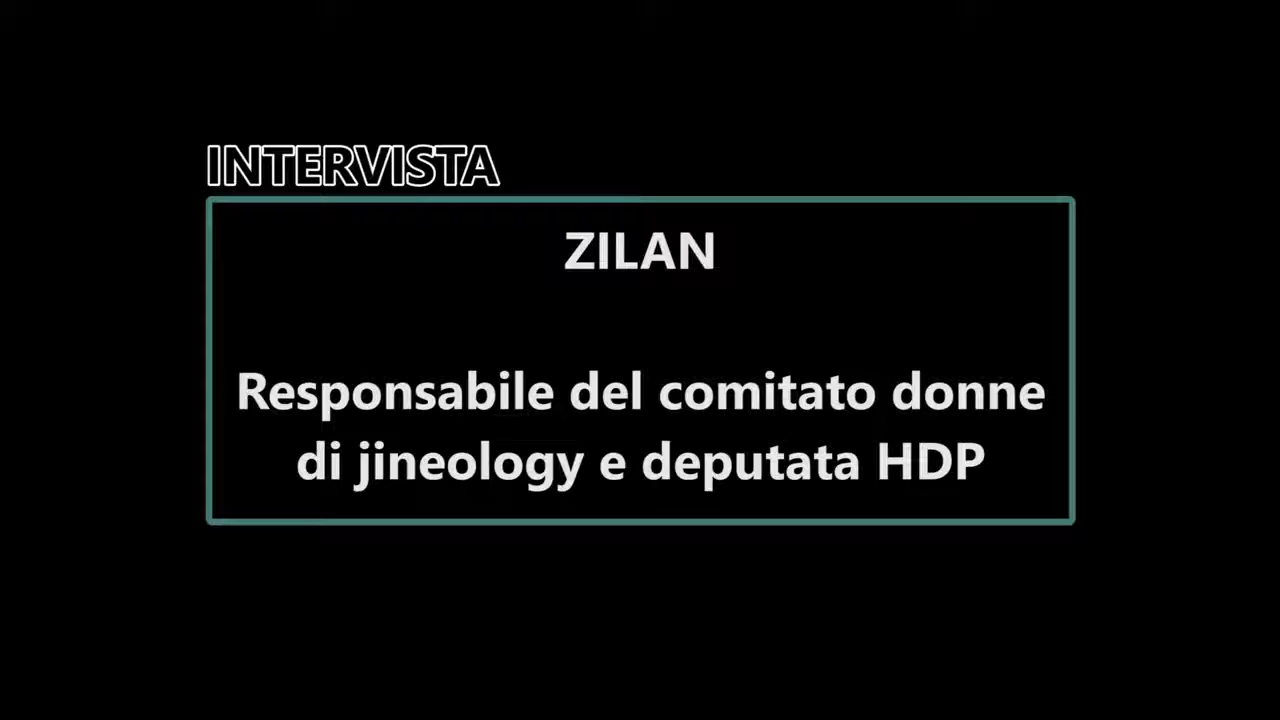 INTERVISTA
ZILAN
Responsabile del comitato donne
di jineology e deputata HDP